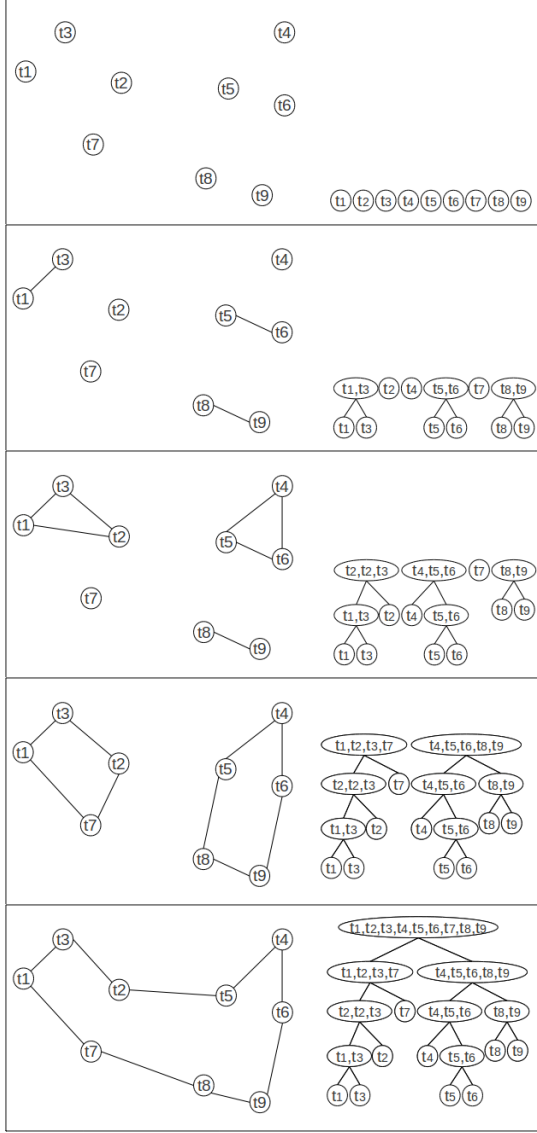 t3 t4
t1
t2 t5
t6
t7
t8
t9
t1 t2 t3 t4 t5 t6 t7 t8 t9
t3 t4
t1
t2 t5
t6
t7
t8
t9
t1,t3 t2 t4 t5,t6 t7 t8,t9
t1 t3 t5 t6 t8 t9
t3 t4
t1
t2 t5
t6
t7
t8
t9
t2,t2,t3 t4,t5,t6 t7 t8,t9
t1,t3 t2 t4 t5,t6 t8 t9
t1 t3 t5 t6
t3 t4
t1
t2 t5
t6
t7
t8
t9
t1,t2,t3,t7 t4,t5,t6,t8,t9
t2,t2,t3 t7 t4,t5,t6 t8,t9
t1,t3 t2 t4 t5,t6 t8 t9
t1 t3 t5 t6
t3 t4
t1
t2 t5
t6
t7
t8
t9
t1,t2,t3,t4,t5,t6,t7,t8,t9
t1,t2,t3,t7 t4,t5,t6,t8,t9
t2,t2,t3 t7 t4,t5,t6 t8,t9
t1,t3 t2 t4 t5,t6 t8 t9
t1 t3 t5 t6